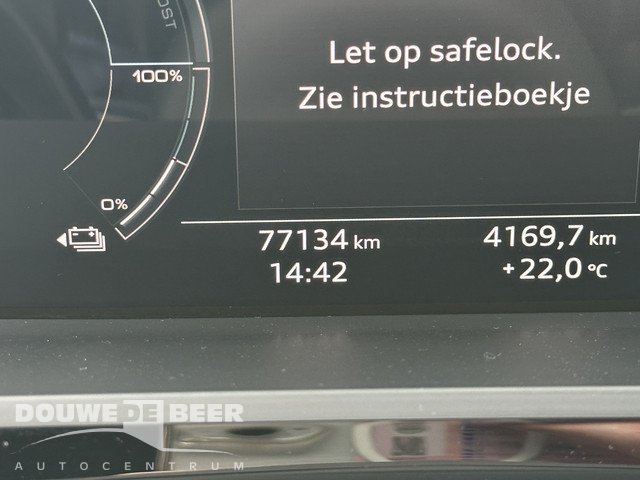 BOOST
Let op safelock.
100%
Zie instructieboekje
0%
77134 km
4169,7 km
14:42
+22,0 °C
DOUWE DE BEER
AUTOCENTRUM